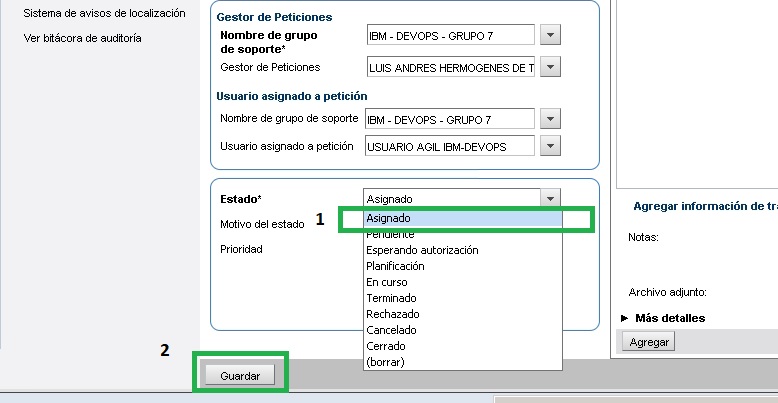 Sistema de avisos de localización
Ver bitácora de auditoría
Gestor de Peticiones
Nombre de grupo de soporte*
IBM - DEVOPS - GRUPO 7
Gestor de Peticiones
LUIS ANDRES HERMOGENES DE T
Usuario asignado a petición
Nombre de grupo de soporte
IBM - DEVOPS - GRUPO 7
Usuario asignado a petición
USUARIO AGIL IBM-DEVOPS
Estado*
Asignado
Motivo del estado
1
Prioridad
Asignado
Pendiente
Esperando autorización
Planificación
En curso
Terminado
Rechazado
Cancelado
Cerrado
(borrar)
2
Guardar
Agregar información de tra
Notas:
Archivo adjunto:
Más detalles
Agregar